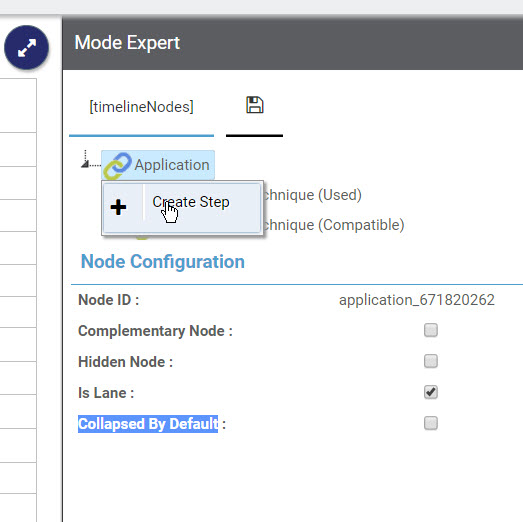 Mode Expert
[timelineNodes]
Application
Create Step
chnique (Used)
chnique (Compatible)
Node Configuration
Node ID : application_671820262
Complementary Node :
Hidden Node :
Is Lane :
Collapsed By Default :